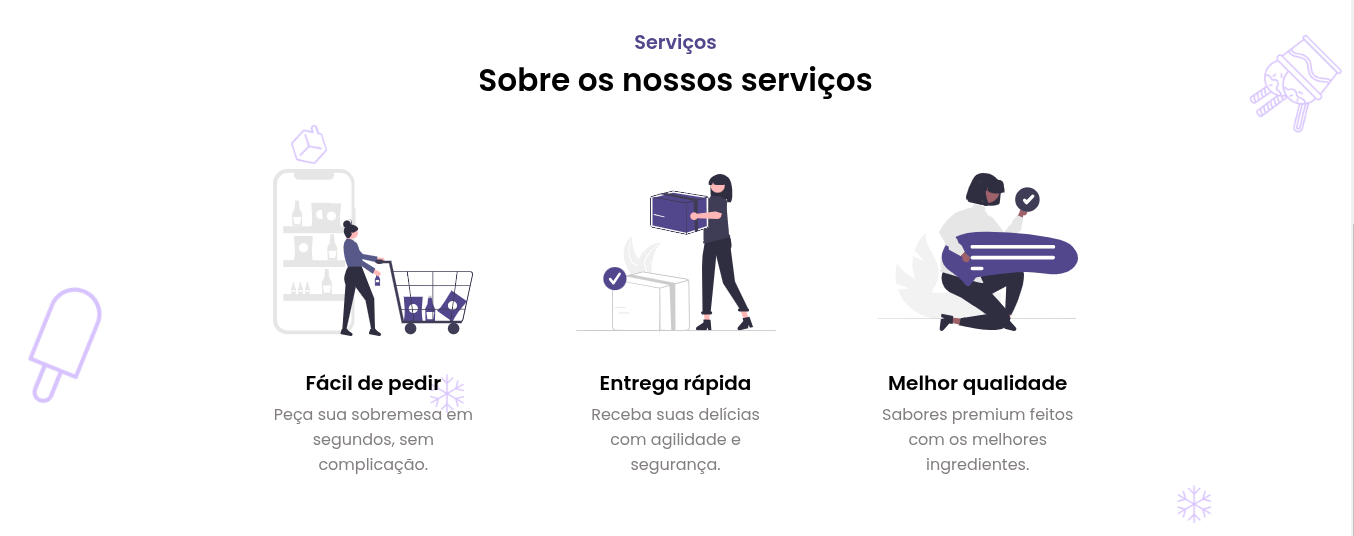 Serviços
Sobre os nossos serviços
Fácil de pedir
Peça sua sobremesa em
segundos, sem
complicação.
Entrega rápida
Receba suas delícias
com agilidade e
segurança.
Melhor qualidade
Sabores premium feitos
com os melhores
ingredientes.